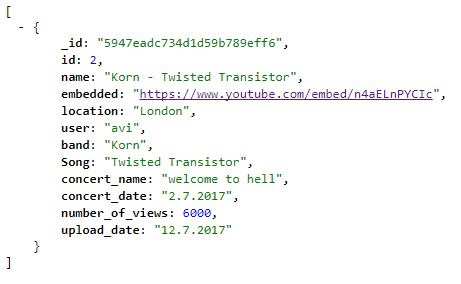 [
- {
_id: "5947eadc734d1d59b789eff6",
id: 2,
name: "Korn - Twisted Transistor",
embedded: "https://www.youtube.com/embed/n4aELnPYCIc",
location: "London",
user: "avi",
band: "Korn",
Song: "Twisted Transistor",
concert_name: "welcome to hell",
concert_date: "2.7.2017",
number_of_views: 6000,
upload_date: "12.7.2017"
}
]